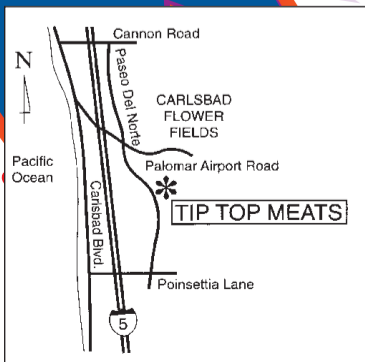 Cannon Road
N
Paseo Del Norte
CARLSBAD
FLOWER
FIELDS
Palomar Airport Road
Pacific
Ocean
Carlsbad Blvd.
TIP TOP MEATS
Poinsettia Lane
5